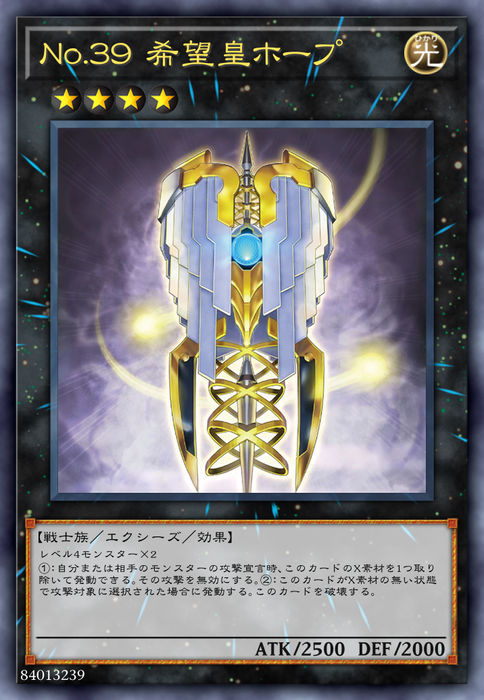 No.39 希望皇ホープ
ひかり
光
【戦士族／エクシーズ／効果】
レベル4モンスター×2
①：自分または相手のモンスターの攻撃宣言時、このカードのX素材を1つ取り
除いて発動できる。その攻撃を無効にする。②：このカードがX素材の無い状態
で攻撃対象に選択された場合に発動する。このカードを破壊する。
ATK/2500 DEF/2000
84013239